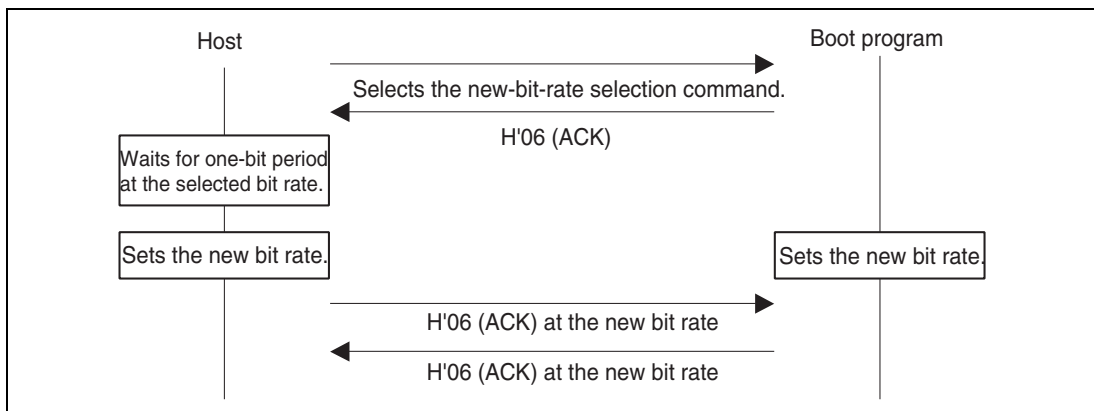 Host
Boot program
Selects the new-bit-rate selection command.
H'06 (ACK)
Waits for one-bit period
at the selected bit rate.
Sets the new bit rate.
Sets the new bit rate.
H'06 (ACK) at the new bit rate
H'06 (ACK) at the new bit rate